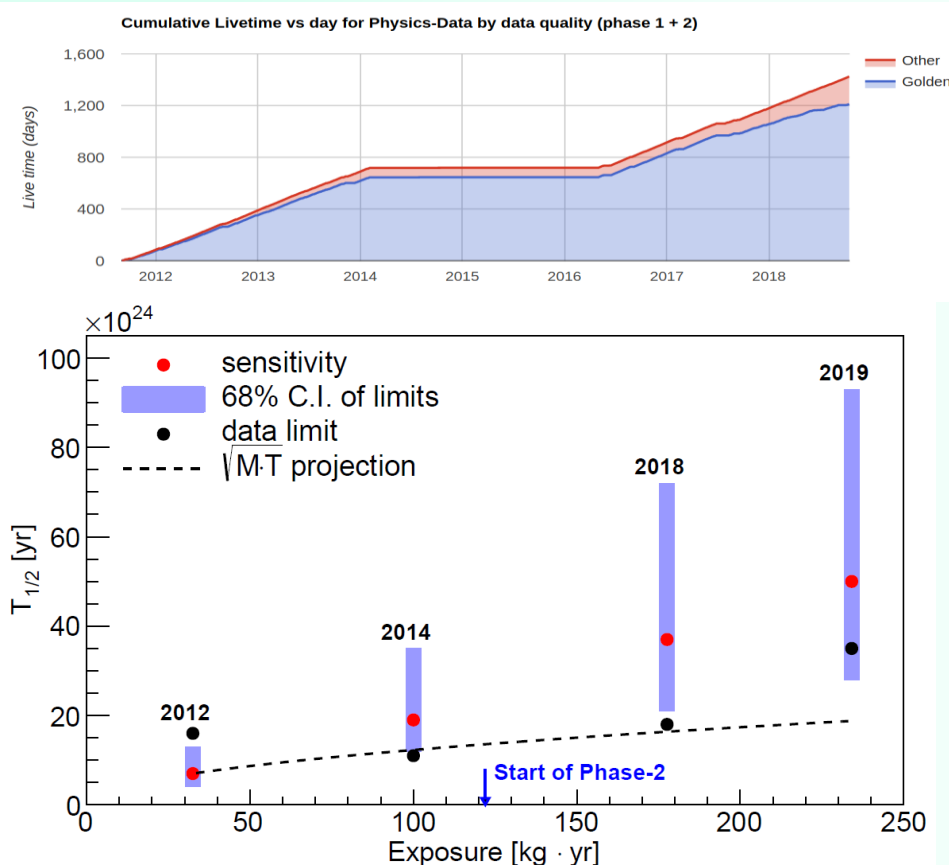 Cumulative Livetime vs day for Physics-Data by data quality (phase 1 + 2)
1,600
1,200
800
400
0
Live time (days)
2012 2013 2014 2015 2016 2017 2018
Other
Golden
×10²⁴
100
80
60
40
20
0
T₁/₂ [yr]
sensitivity
68% C.I. of limits
data limit
√M·T projection
2012
2014
2018
2019
Start of Phase-2
0 50 100 150 200 250
Exposure [kg · yr]